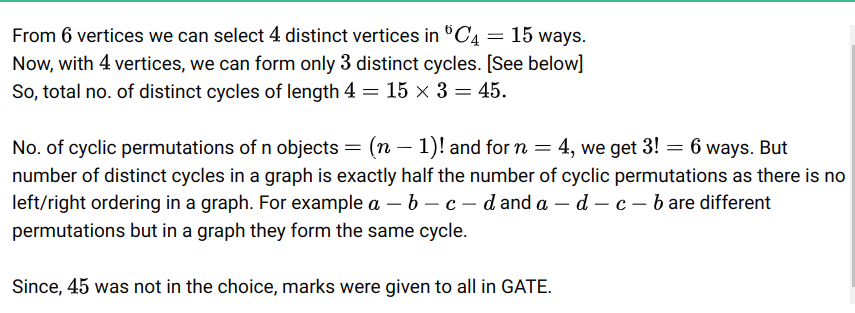 From 6 vertices we can select 4 distinct vertices in ⁶C₄ = 15 ways.
Now, with 4 vertices, we can form only 3 distinct cycles. [See below]
So, total no. of distinct cycles of length 4 = 15 × 3 = 45.
No. of cyclic permutations of n objects = (n − 1)! and for n = 4, we get 3! = 6 ways. But
number of distinct cycles in a graph is exactly half the number of cyclic permutations as there is no
left/right ordering in a graph. For example a − b − c − d and a − d − c − b are different
permutations but in a graph they form the same cycle.
Since, 45 was not in the choice, marks were given to all in GATE.